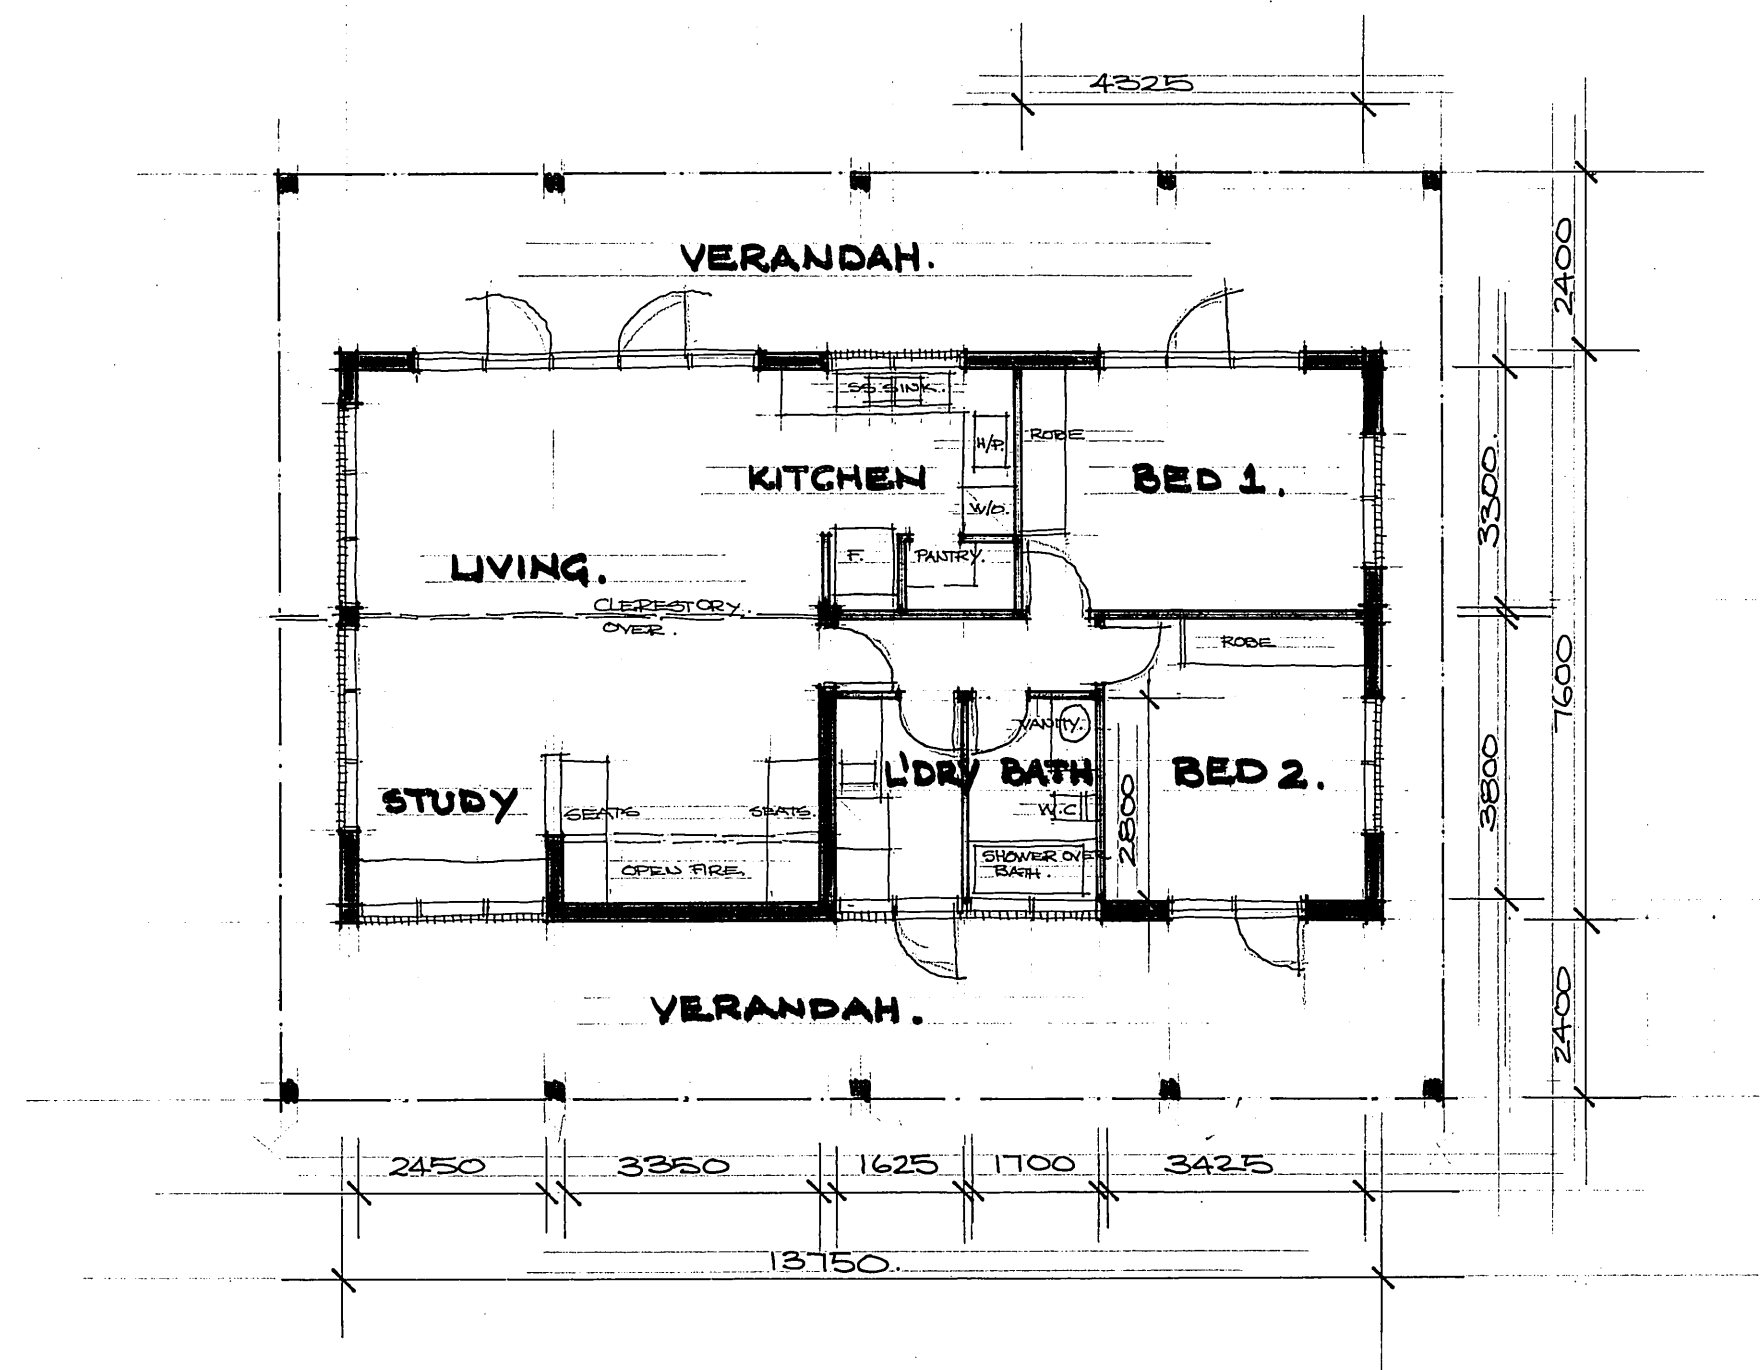 4325
VERANDAH.
2400
SS SINK.
H/P.
ROBE
KITCHEN
BED 1.
3300.
W/O.
F.
PANTRY.
LIVING.
CLERESTORY.
OVER.
ROBE
7600
VANITY.
L'DRY
BATH
BED 2.
STUDY
SEATS
SEATS.
W.C
2800
3800
OPEN FIRE.
SHOWER OVER
BATH.
VERANDAH.
2400
2450
3350
1625
1700
3425
13750.